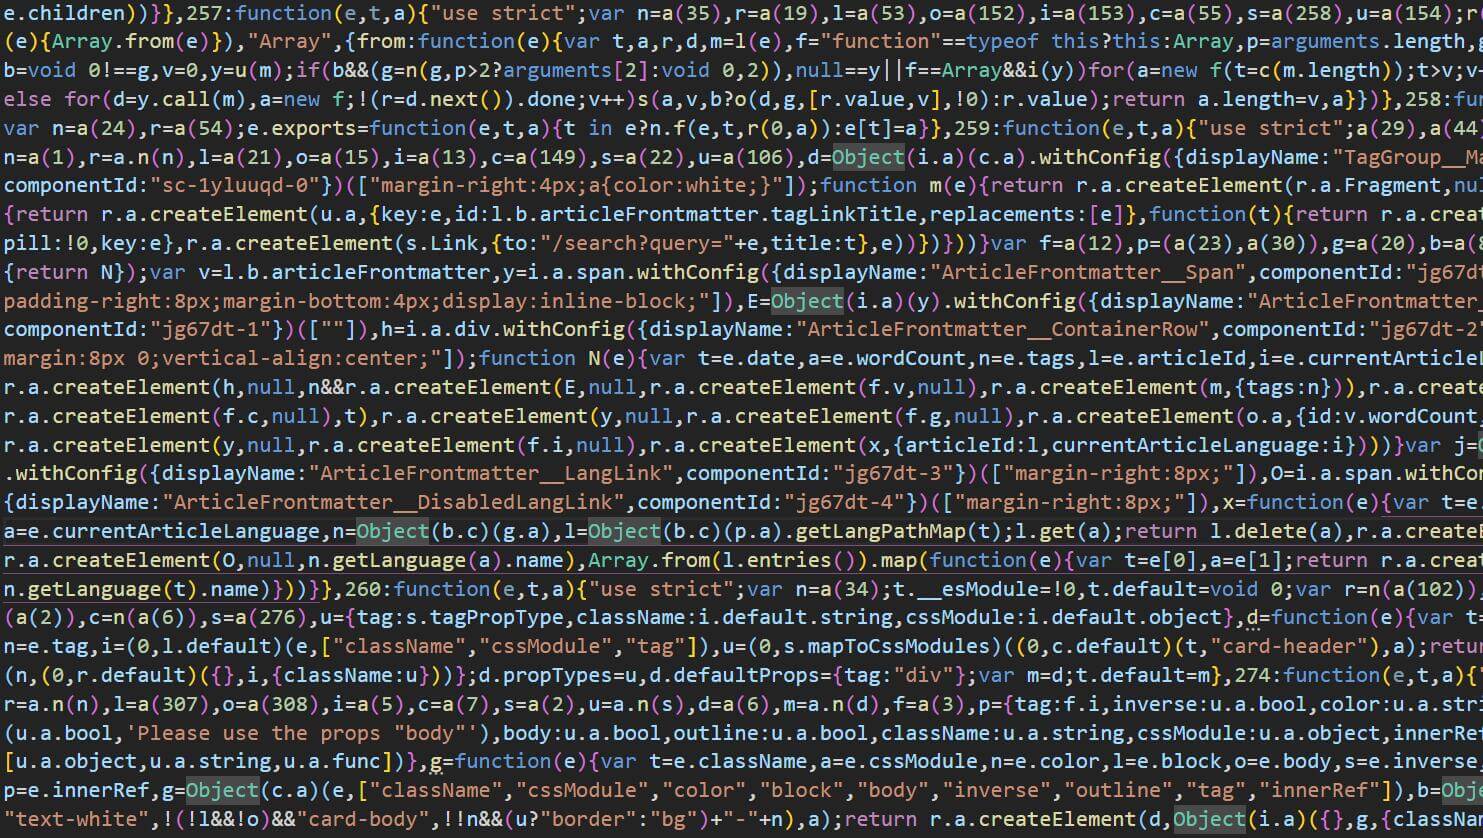 e.children))}},257:function(e,t,a){"use strict";var n=a(35),r=a(19),l=a(53),o=a(152),i=a(153),c=a(55),s=a(258),u=a(154);r
(e){Array.from(e)}),"Array",{from:function(e){var t,a,r,d,m=l(e),f="function"==typeof this?this:Array,p=arguments.length,g
b=void 0!==g,v=0,y=u(m);if(b&&(g=n(g,p>2?arguments[2]:void 0,2)),null==y||f==Array&&i(y))for(a=new f(t=c(m.length));t>v;v
else for(d=y.call(m),a=new f;!(r=d.next()).done;v++)s(a,v,b?o(d,g,[r.value,v],!0):r.value);return a.length=v,a}})},258:fun
var n=a(24),r=a(54);e.exports=function(e,t,a){t in e?n.f(e,t,r(0,a)):e[t]=a}},259:function(e,t,a){"use strict";a(29),a(44)
n=a(1),r=a.n(n),l=a(21),o=a(15),i=a(13),c=a(149),s=a(22),u=a(106),d=Object(i.a)(c.a).withConfig({displayName:"TagGroup__Ma
componentId:"sc-1yluuqd-0"})(["margin-right:4px;a{color:white;}"]);function m(e){return r.a.createElement(r.a.Fragment,nul
{return r.a.createElement(u.a,{key:e,id:l.b.articleFrontmatter.tagLinkTitle,replacements:[e]},function(t){return r.a.crea
pill:!0,key:e},r.a.createElement(s.Link,{to:"/search?query="+e,title:t},e))})}))}var f=a(12),p=(a(23),a(30)),g=a(20),b=a(8
{return N});var v=l.b.articleFrontmatter,y=i.a.span.withConfig({displayName:"ArticleFrontmatter__Span",componentId:"jg67dt
padding-right:8px;margin-bottom:4px;display:inline-block;"]),E=Object(i.a)(y).withConfig({displayName:"ArticleFrontmatter_
componentId:"jg67dt-1"})([""]),h=i.a.div.withConfig({displayName:"ArticleFrontmatter__ContainerRow",componentId:"jg67dt-2"
margin:8px 0;vertical-align:center;"]);function N(e){var t=e.date,a=e.wordCount,n=e.tags,l=e.articleId,i=e.currentArticle
r.a.createElement(h,null,n&&r.a.createElement(E,null,r.a.createElement(f.v,null),r.a.createElement(m,{tags:n})),r.a.create
r.a.createElement(f.c,null),t),r.a.createElement(y,null,r.a.createElement(f.g,null),r.a.createElement(o.a,{id:v.wordCount,
r.a.createElement(y,null,r.a.createElement(f.i,null),r.a.createElement(x,{articleId:l,currentArticleLanguage:i})))}var j=
.withConfig({displayName:"ArticleFrontmatter__LangLink",componentId:"jg67dt-3"})(["margin-right:8px;"]),O=i.a.span.withCon
{displayName:"ArticleFrontmatter__DisabledLangLink",componentId:"jg67dt-4"})(["margin-right:8px;"]),x=function(e){var t=e.
a=e.currentArticleLanguage,n=Object(b.c)(g.a),l=Object(b.c)(p.a).getLangPathMap(t);l.get(a);return l.delete(a),r.a.createE
r.a.createElement(O,null,n.getLanguage(a).name),Array.from(l.entries()).map(function(e){var t=e[0],a=e[1];return r.a.crea
n.getLanguage(t).name)}))}},260:function(e,t,a){"use strict";var n=a(34);t.__esModule=!0,t.default=void 0;var r=n(a(102)),
(a(2)),c=n(a(6)),s=a(276),u={tag:s.tagPropType,className:i.default.string,cssModule:i.default.object},d=function(e){var t=
n=e.tag,i=(0,l.default)(e,["className","cssModule","tag"]),u=(0,s.mapToCssModules)((0,c.default)(t,"card-header"),a);retur
(n,(0,r.default)({},i,{className:u}))};d.propTypes=u,d.defaultProps={tag:"div"};var m=d;t.default=m},274:function(e,t,a){"
r=a.n(n),l=a(307),o=a(308),i=a(5),c=a(7),s=a(2),u=a.n(s),d=a(6),m=a.n(d),f=a(3),p={tag:f.i,inverse:u.a.bool,color:u.a.stri
(u.a.bool,'Please use the props "body"'),body:u.a.bool,outline:u.a.bool,className:u.a.string,cssModule:u.a.object,innerRef
[u.a.object,u.a.string,u.a.func])},g=function(e){var t=e.className,a=e.cssModule,n=e.color,l=e.block,o=e.body,s=e.inverse,
p=e.innerRef,g=Object(c.a)(e,["className","cssModule","color","block","body","inverse","outline","tag","innerRef"]),b=Obje
"text-white",!(!l&&!o)&&"card-body",!!n&&(u?"border":"bg")+"-"+n),a);return r.a.createElement(d,Object(i.a)({},g,{classNam